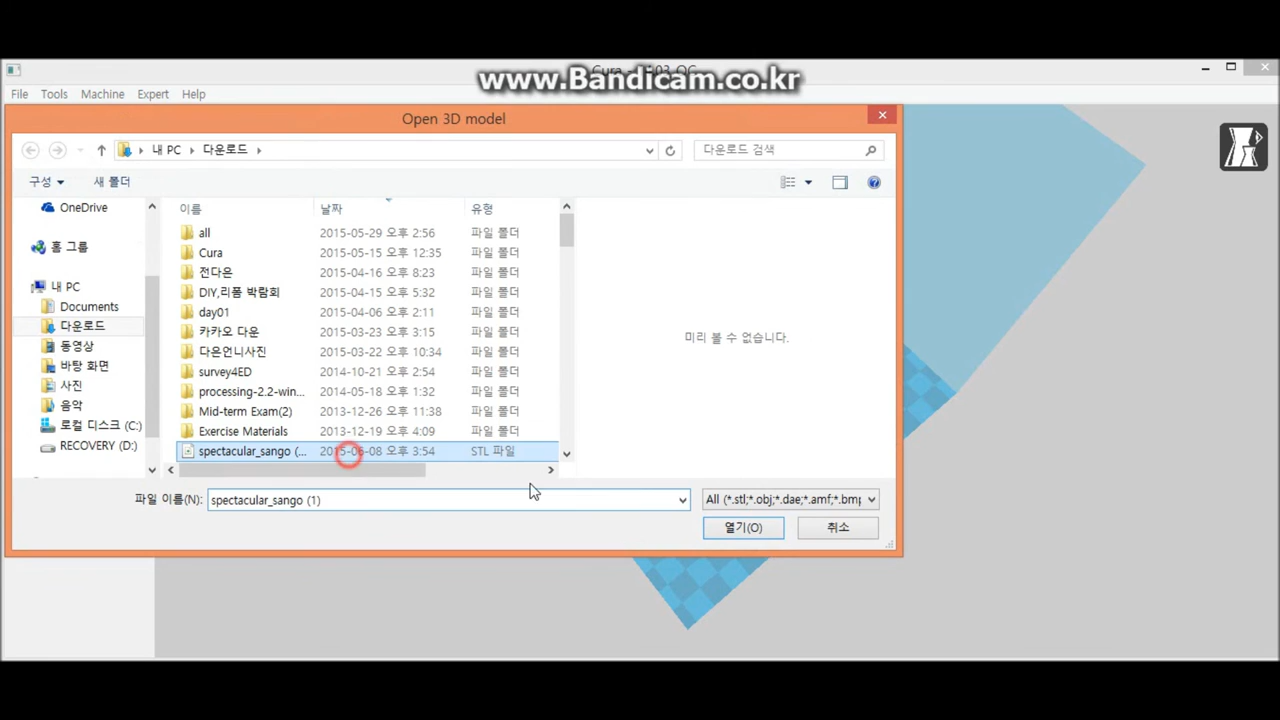 www.Bandicam.co.kr
File Tools Machine Expert Help
Open 3D model
내 PC 다운로드 다운로드 검색
구성 새 폴더
OneDrive
홈 그룹
내 PC
Documents
다운로드
동영상
바탕 화면
사진
음악
로컬 디스크 (C:)
RECOVERY (D:)
이름 날짜 유형
all 2015-05-29 오후 2:56 파일 폴더
Cura 2015-05-15 오후 12:35 파일 폴더
전다은 2015-04-16 오후 8:23 파일 폴더
DIY,리폼 박람회 2015-04-15 오후 5:32 파일 폴더
day01 2015-04-06 오후 2:11 파일 폴더
카카오 다운 2015-03-23 오후 3:15 파일 폴더
다은언니사진 2015-03-22 오후 10:34 파일 폴더
survey4ED 2014-10-21 오후 2:54 파일 폴더
processing-2.2-win... 2014-05-18 오후 1:32 파일 폴더
Mid-term Exam(2) 2013-12-26 오후 11:38 파일 폴더
Exercise Materials 2013-12-19 오후 4:09 파일 폴더
spectacular_sango (... 2015-06-08 오후 3:54 STL 파일
미리 볼 수 없습니다.
파일 이름(N): spectacular_sango (1) All (*.stl;*.obj;*.dae;*.amf;*.bmp
열기(O) 취소